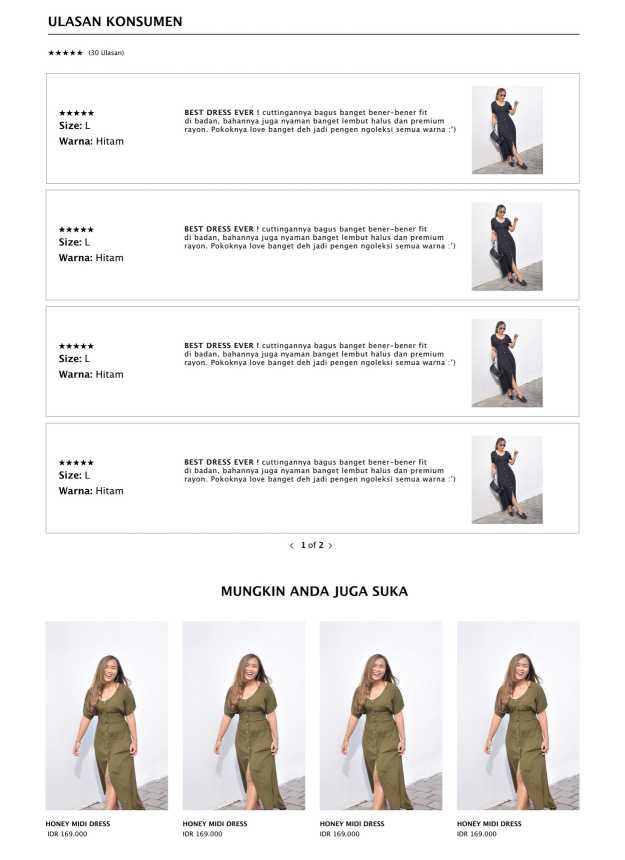 ULASAN KONSUMEN
★★★★★ (30 Ulasan)
★★★★★
Size: L
Warna: Hitam
BEST DRESS EVER ! cuttingannya bagus banget bener-bener fit
di badan, bahannya juga nyaman banget lembut halus dan premium
rayon. Pokoknya love banget deh jadi pengen ngoleksi semua warna :')
★★★★★
Size: L
Warna: Hitam
BEST DRESS EVER ! cuttingannya bagus banget bener-bener fit
di badan, bahannya juga nyaman banget lembut halus dan premium
rayon. Pokoknya love banget deh jadi pengen ngoleksi semua warna :')
★★★★★
Size: L
Warna: Hitam
BEST DRESS EVER ! cuttingannya bagus banget bener-bener fit
di badan, bahannya juga nyaman banget lembut halus dan premium
rayon. Pokoknya love banget deh jadi pengen ngoleksi semua warna :')
★★★★★
Size: L
Warna: Hitam
BEST DRESS EVER ! cuttingannya bagus banget bener-bener fit
di badan, bahannya juga nyaman banget lembut halus dan premium
rayon. Pokoknya love banget deh jadi pengen ngoleksi semua warna :')
< 1 of 2 >
MUNGKIN ANDA JUGA SUKA
HONEY MIDI DRESS
IDR 169.000
HONEY MIDI DRESS
IDR 169.000
HONEY MIDI DRESS
IDR 169.000
HONEY MIDI DRESS
IDR 169.000